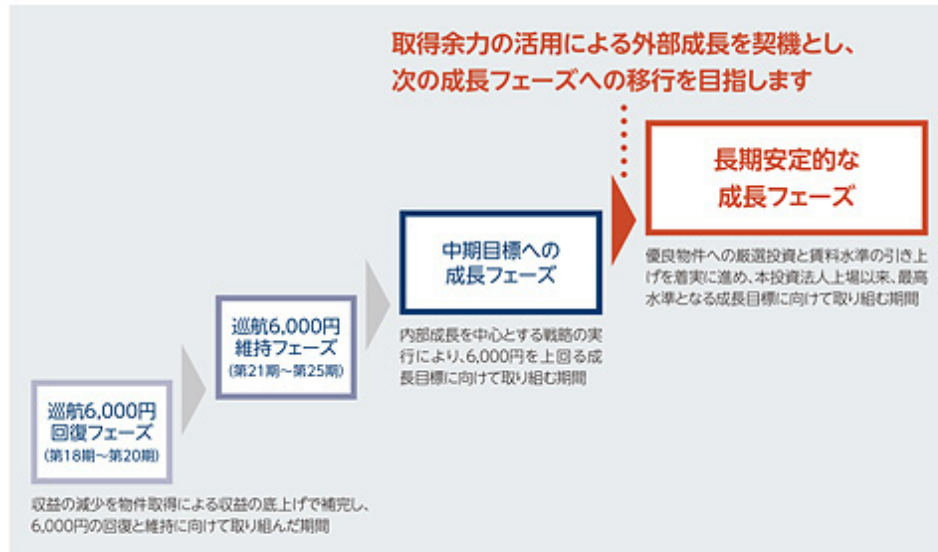 取得余力の活用による外部成長を契機とし、
次の成長フェーズへの移行を目指します
長期安定的な
成長フェーズ
優良物件への厳選投資と賃料水準の引き上
げを着実に進め、本投資法人上場以来、最高
水準となる成長目標に向けて取り組む期間
中期目標への
成長フェーズ
内部成長を中心とする戦略の実
行により、6,000円を上回る成
長目標に向けて取り組む期間
巡航6,000円
維持フェーズ
(第21期～第25期)
巡航6,000円
回復フェーズ
(第18期～第20期)
収益の減少を物件取得による収益の底上げで補完し、
6,000円の回復と維持に向けて取り組んだ期間